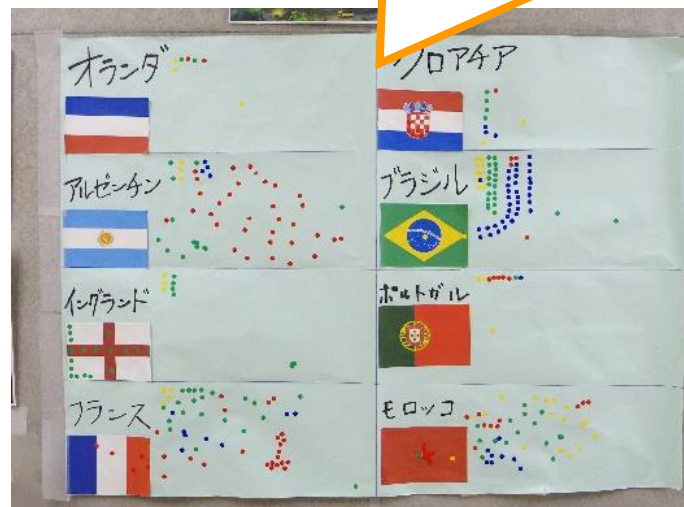 オランダ
クロアチア
アルゼンチン
ブラジル
イングランド
ポルトガル
フランス
モロッコ